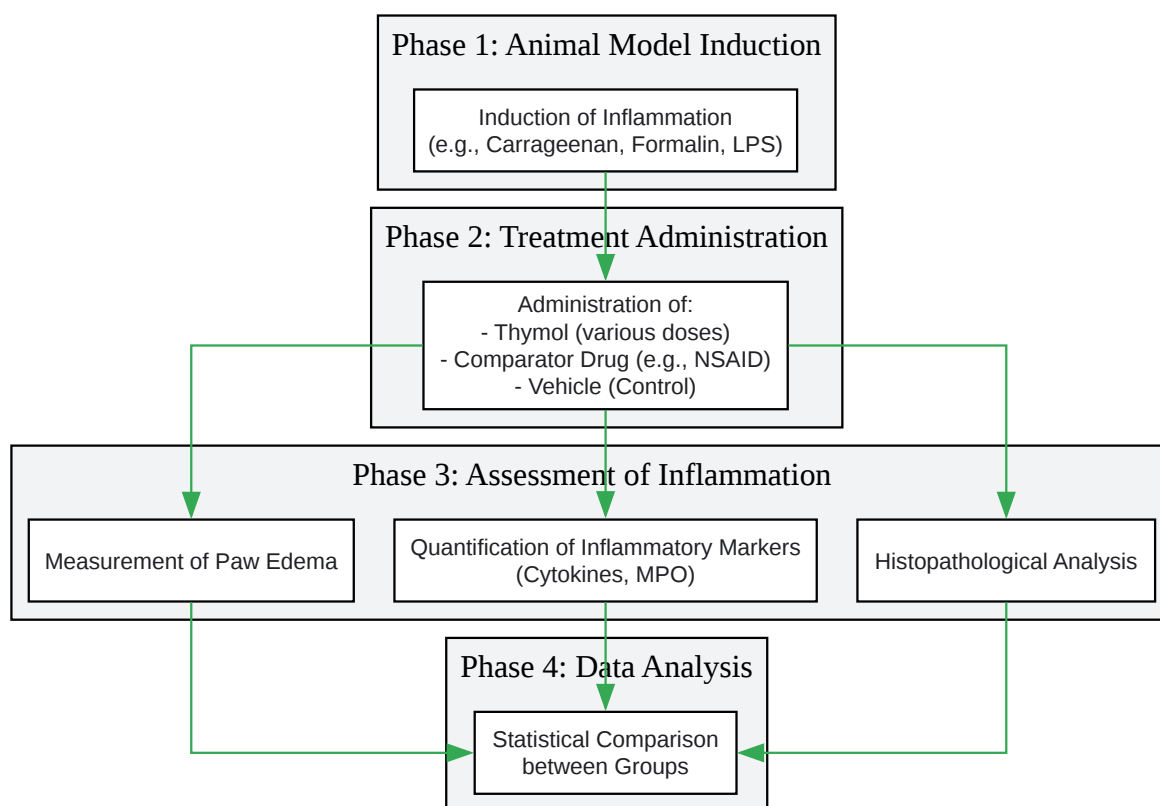 Phase 1: Animal Model Induction
Induction of Inflammation
(e.g., Carrageenan, Formalin, LPS)
Phase 2: Treatment Administration
Administration of:
- Thymol (various doses)
- Comparator Drug (e.g., NSAID)
- Vehicle (Control)
Phase 3: Assessment of Inflammation
Measurement of Paw Edema
Quantification of Inflammatory Markers
(Cytokines, MPO)
Histopathological Analysis
Phase 4: Data Analysis
Statistical Comparison
between Groups